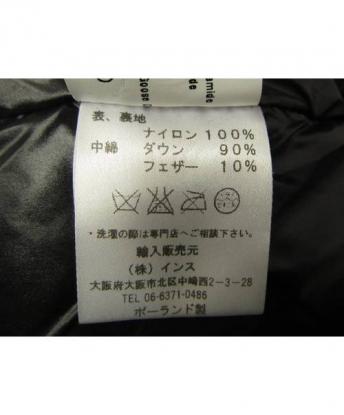 amide
de
Goose D
表、裏地
ナイロン 100%
中綿 ダウン 90%
フェザー 10%
・洗濯の際は専門店へご相談下さい。
輸入販売元
(株) インス
大阪府大阪市北区中崎西2-3-28
TEL 06-6371-0486
ポーランド製